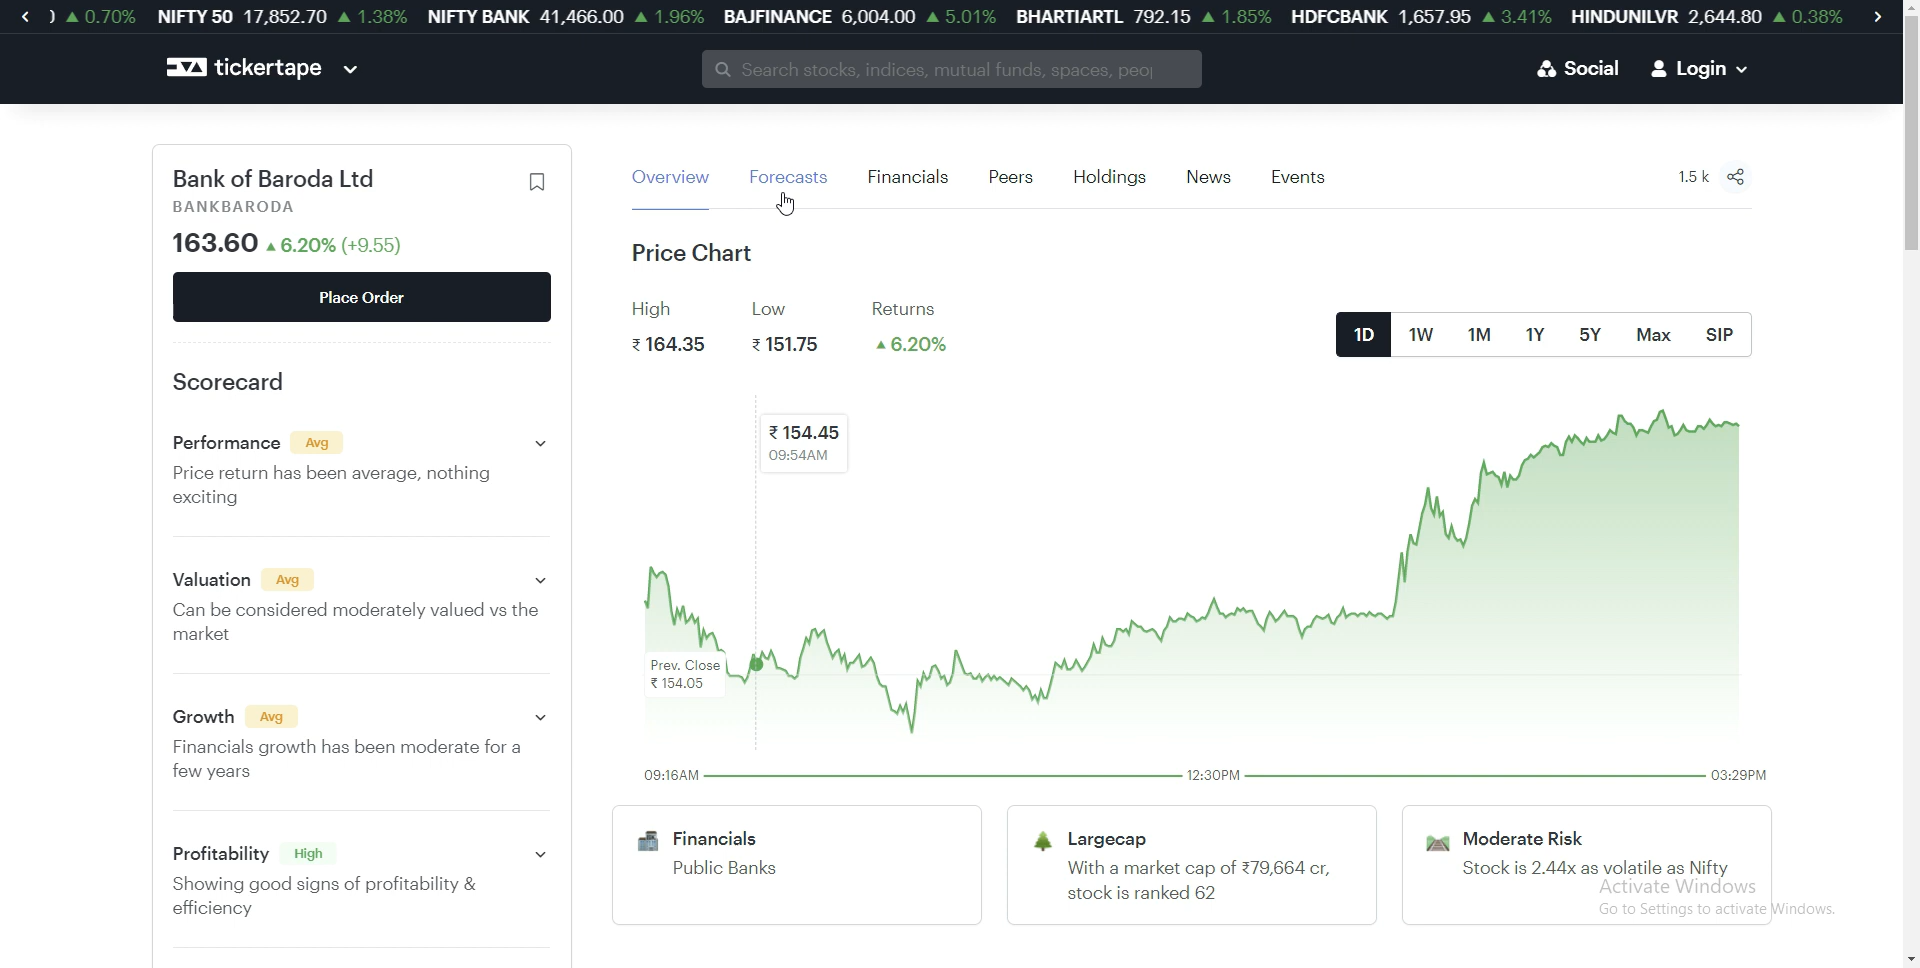 ) ▲ 0.70% NIFTY 50 17,852.70 ▲ 1.38% NIFTY BANK 41,466.00 ▲ 1.96% BAJFINANCE 6,004.00 ▲ 5.01% BHARTIARTL 792.15 ▲ 1.85% HDFCBANK 1,657.95 ▲ 3.41% HINDUNILVR 2,644.80 ▲ 0.38%
tickertape
Search stocks, indices, mutual funds, spaces, peo
Social
Login
Bank of Baroda Ltd
BANKBARODA
163.60 ▲ 6.20% (+9.55)
Place Order
Scorecard
Performance Avg
Price return has been average, nothing
exciting
Valuation Avg
Can be considered moderately valued vs the
market
Growth Avg
Financials growth has been moderate for a
few years
Profitability High
Showing good signs of profitability &
efficiency
Overview Forecasts Financials Peers Holdings News Events
1.5 k
Price Chart
High Low Returns
₹ 164.35 ₹ 151.75 ▲ 6.20%
1D 1W 1M 1Y 5Y Max SIP
₹ 154.45
09:54AM
Prev. Close
₹ 154.05
09:16AM 12:30PM 03:29PM
Financials
Public Banks
Largecap
With a market cap of ₹79,664 cr,
stock is ranked 62
Moderate Risk
Stock is 2.44x as volatile as Nifty
Activate Windows
Go to Settings to activate Windows.